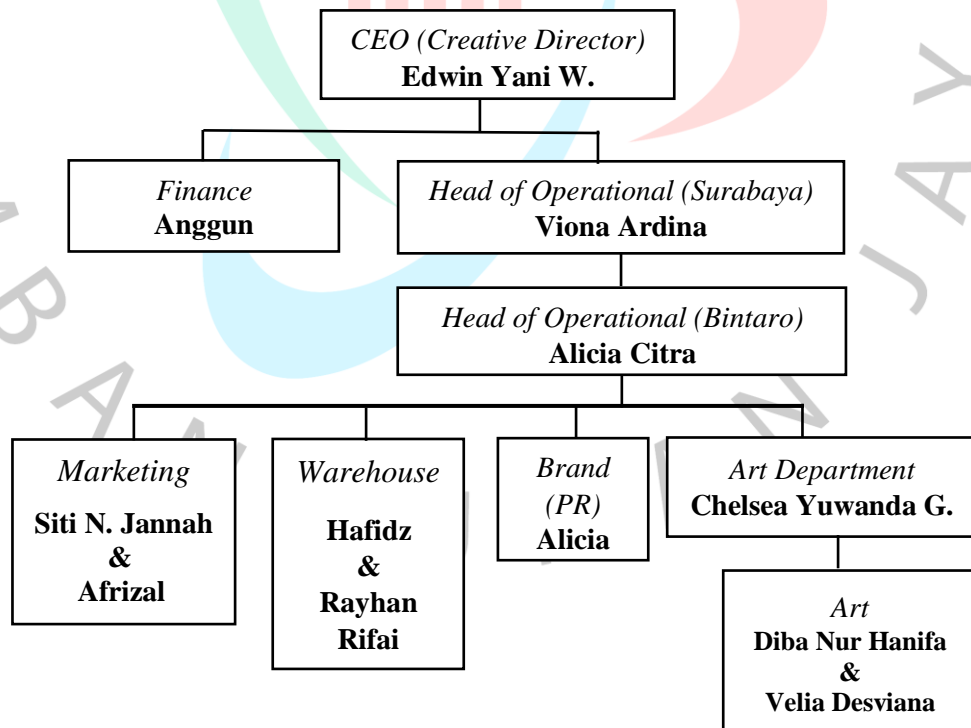 CEO (Creative Director)
Edwin Yani W.
Finance
Anggun
Head of Operational (Surabaya)
Viona Ardina
Head of Operational (Bintaro)
Alicia Citra
Marketing
Siti N. Jannah
&
Afrizal
Warehouse
Hafidz
&
Rayhan
Rifai
Brand
(PR)
Alicia
Art Department
Chelsea Yuwanda G.
Art
Diba Nur Hanifa
&
Velia Desviana